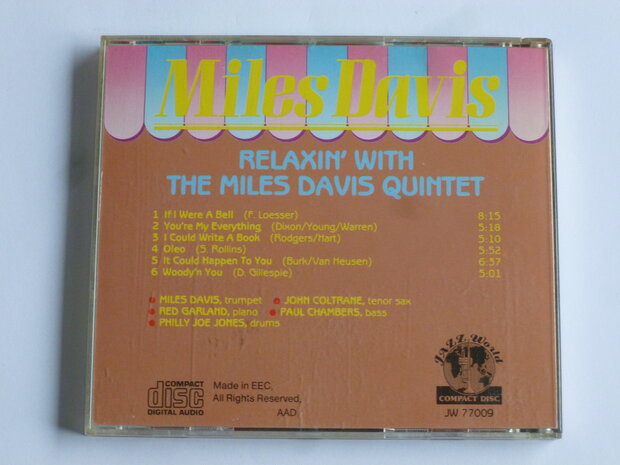 Miles Davis
RELAXIN' WITH
THE MILES DAVIS QUINTET
1 If I Were A Bell (F. Loesser) 8:15
2 You're My Everything (Dixon/Young/Warren) 5:18
3 I Could Write A Book (Rodgers/Hart) 5:10
4 Oleo (S. Rollins) 5:52
5 It Could Happen To You (Burk/Van Heusen) 6:57
6 Woody'n You (D. Gillespie) 5:01
MILES DAVIS, trumpet JOHN COLTRANE, tenor sax
RED GARLAND, piano PAUL CHAMBERS, bass
PHILLY JOE JONES, drums
COMPACT
disc
DIGITAL AUDIO
Made in EEC,
All Rights Reserved,
AAD
JAZZ World
COMPACT DISC
JW 77009